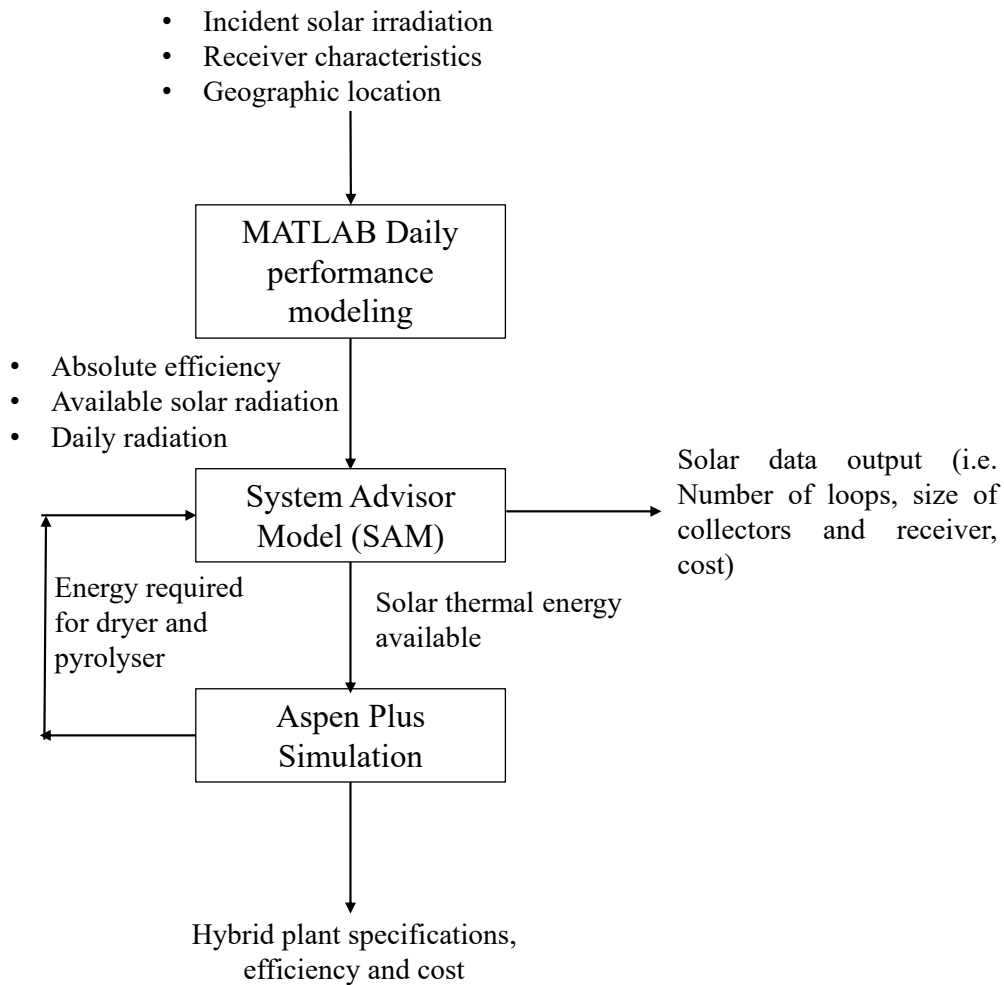 • Incident solar irradiation
• Receiver characteristics
• Geographic location
MATLAB Daily
performance
modeling
• Absolute efficiency
• Available solar radiation
• Daily radiation
System Advisor
Model (SAM)
Solar data output (i.e.
Number of loops, size of
collectors and receiver,
cost)
Energy required
for dryer and
pyrolyser
Solar thermal energy
available
Aspen Plus
Simulation
Hybrid plant specifications,
efficiency and cost